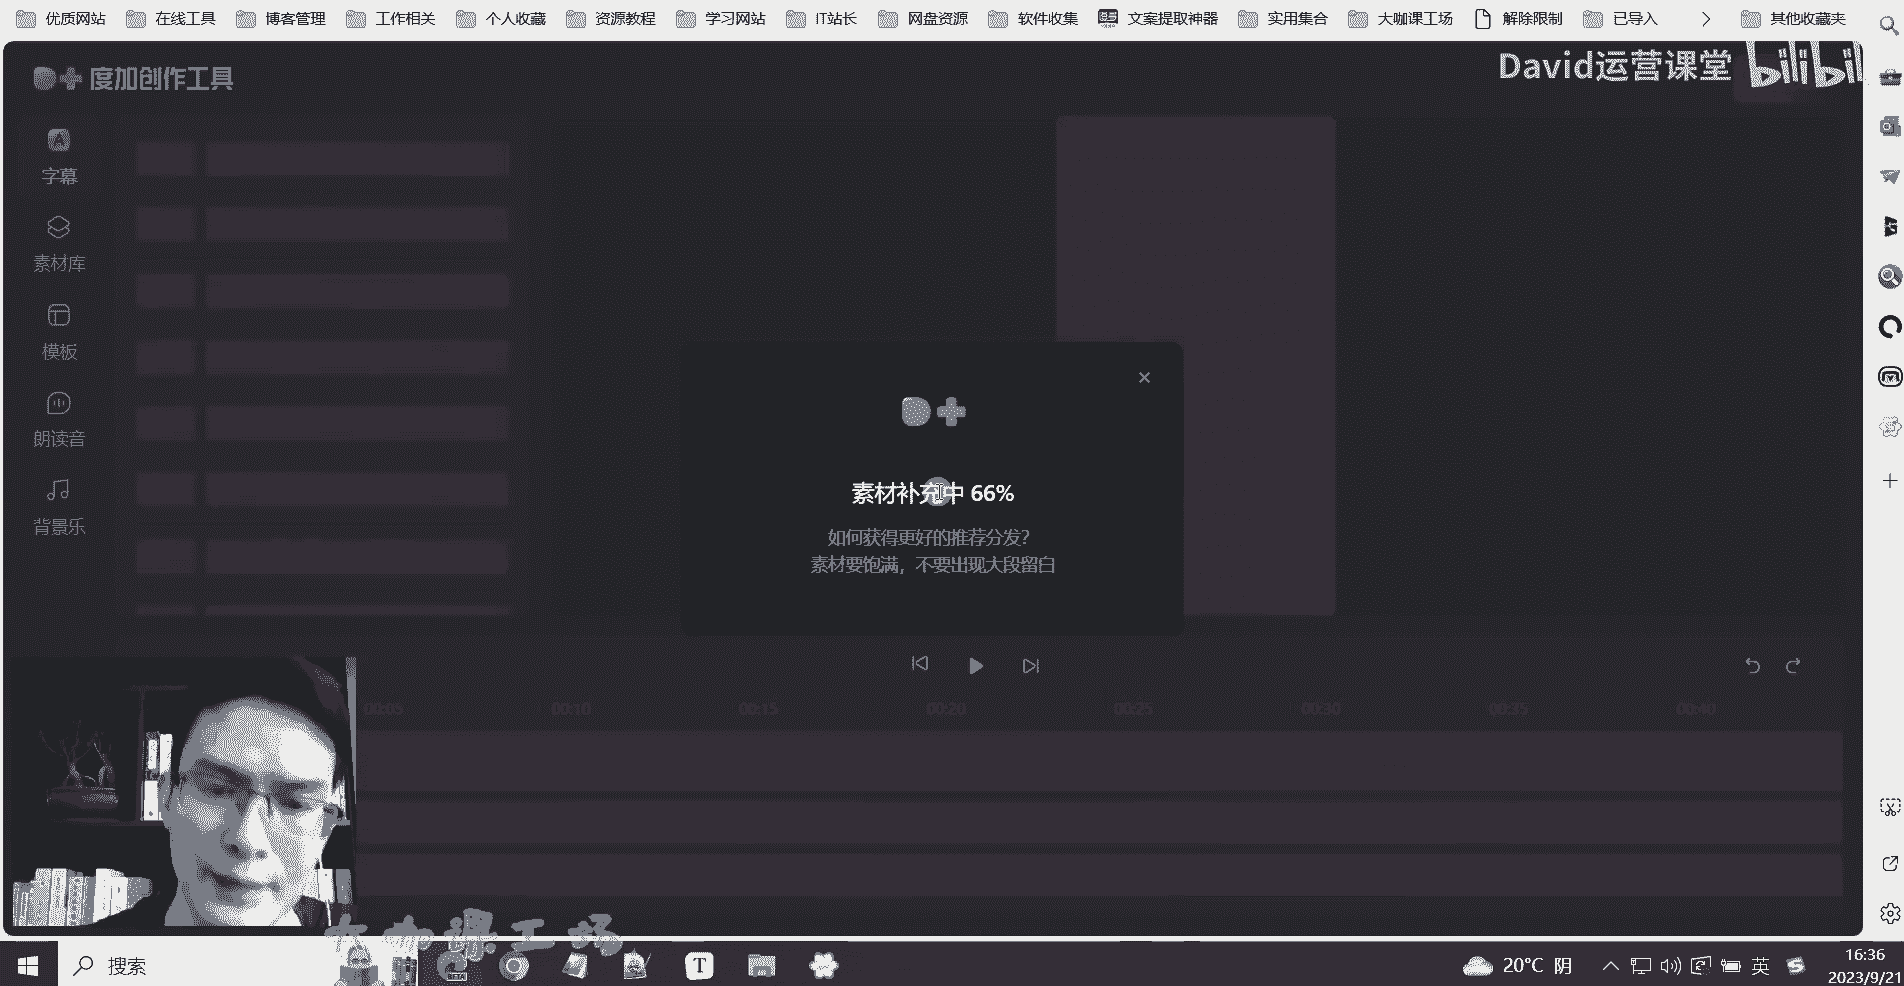 优质网站 在线工具 博客管理 工作相关 个人收藏 资源教程 学习网站 IT站长 网盘资源 软件收集 文案提取神器 实用集合 大咖课工场 解除限制 已导入 其他收藏夹
度加创作工具
David运营课堂 bilibil
字幕
素材库
模板
朗读音
背景乐
素材补充中 66%
如何获得更好的推荐分发?
素材要饱满，不要出现大段留白
00:05 00:10 00:15 00:20 00:25 00:30 00:35 00:40
大咖课工场
搜索
BETA
T
20°C 阴
英
16:36
2023/9/21